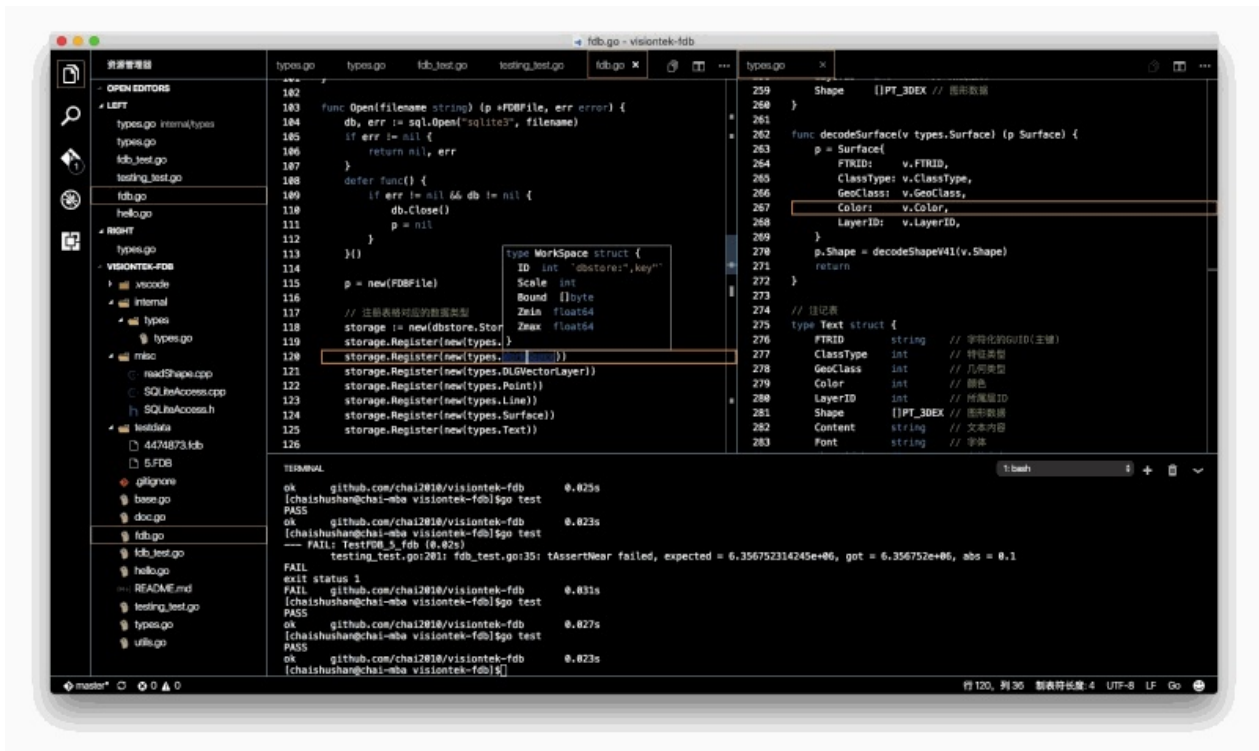 fdb.go - visiontek-fdb
资源管理器
OPEN EDITORS
LEFT
types.go internal/types
types.go
fdb_test.go
testing_test.go
fdb.go
hello.go
RIGHT
types.go
VISIONTEK-FDB
.vscode
internal
types
types.go
misc
readShape.cpp
SQLiteAccess.cpp
SQLiteAccess.h
testdata
4474873.fdb
5.FDB
.gitignore
base.go
doc.go
fdb.go
fdb_test.go
hello.go
README.md
testing_test.go
types.go
utils.go
types.go types.go fdb_test.go testing_test.go fdb.go ×
101 }
102
103 func Open(filename string) (p *FDBFile, err error) {
104 db, err := sql.Open("sqlite3", filename)
105 if err != nil {
106 return nil, err
107 }
108 defer func() {
109 if err != nil && db != nil {
110 db.Close()
111 p = nil
112 }
113 }()
114
115 p = new(FDBFile)
116
117 // 注册表格对应的数据类型
118 storage := new(dbstore.Stor
119 storage.Register(new(types.
120 storage.Register(new(types.WorkSpace))
121 storage.Register(new(types.DLGVectorLayer))
122 storage.Register(new(types.Point))
123 storage.Register(new(types.Line))
124 storage.Register(new(types.Surface))
125 storage.Register(new(types.Text))
126
type WorkSpace struct {
ID int `dbstore:",key"`
Scale int
Bound []byte
Zmin float64
Zmax float64
}
types.go ×
259 Shape []PT_3DEX // 图形数据
260 }
261
262 func decodeSurface(v types.Surface) (p Surface) {
263 p = Surface{
264 FTRID: v.FTRID,
265 ClassType: v.ClassType,
266 GeoClass: v.GeoClass,
267 Color: v.Color,
268 LayerID: v.LayerID,
269 }
270 p.Shape = decodeShapeV41(v.Shape)
271 return
272 }
273
274 // 注记表
275 type Text struct {
276 FTRID string // 字符化的GUID(主键)
277 ClassType int // 特征类型
278 GeoClass int // 几何类型
279 Color int // 颜色
280 LayerID int // 所属层ID
281 Shape []PT_3DEX // 图形数据
282 Content string // 文本内容
283 Font string // 字体
TERMINAL
1: bash
ok github.com/chai2010/visiontek-fdb 0.025s
[chaishushan@chai-mba visiontek-fdb]$go test
PASS
ok github.com/chai2010/visiontek-fdb 0.023s
[chaishushan@chai-mba visiontek-fdb]$go test
--- FAIL: TestFDB_5_fdb (0.02s)
testing_test.go:201: fdb_test.go:35: tAssertNear failed, expected = 6.356752314245e+06, got = 6.356752e+06, abs = 0.1
FAIL
exit status 1
FAIL github.com/chai2010/visiontek-fdb 0.031s
[chaishushan@chai-mba visiontek-fdb]$go test
PASS
ok github.com/chai2010/visiontek-fdb 0.027s
[chaishushan@chai-mba visiontek-fdb]$go test
PASS
ok github.com/chai2010/visiontek-fdb 0.023s
[chaishushan@chai-mba visiontek-fdb]$
master* 0 0 行 120, 列 36 制表符长度: 4 UTF-8 LF Go